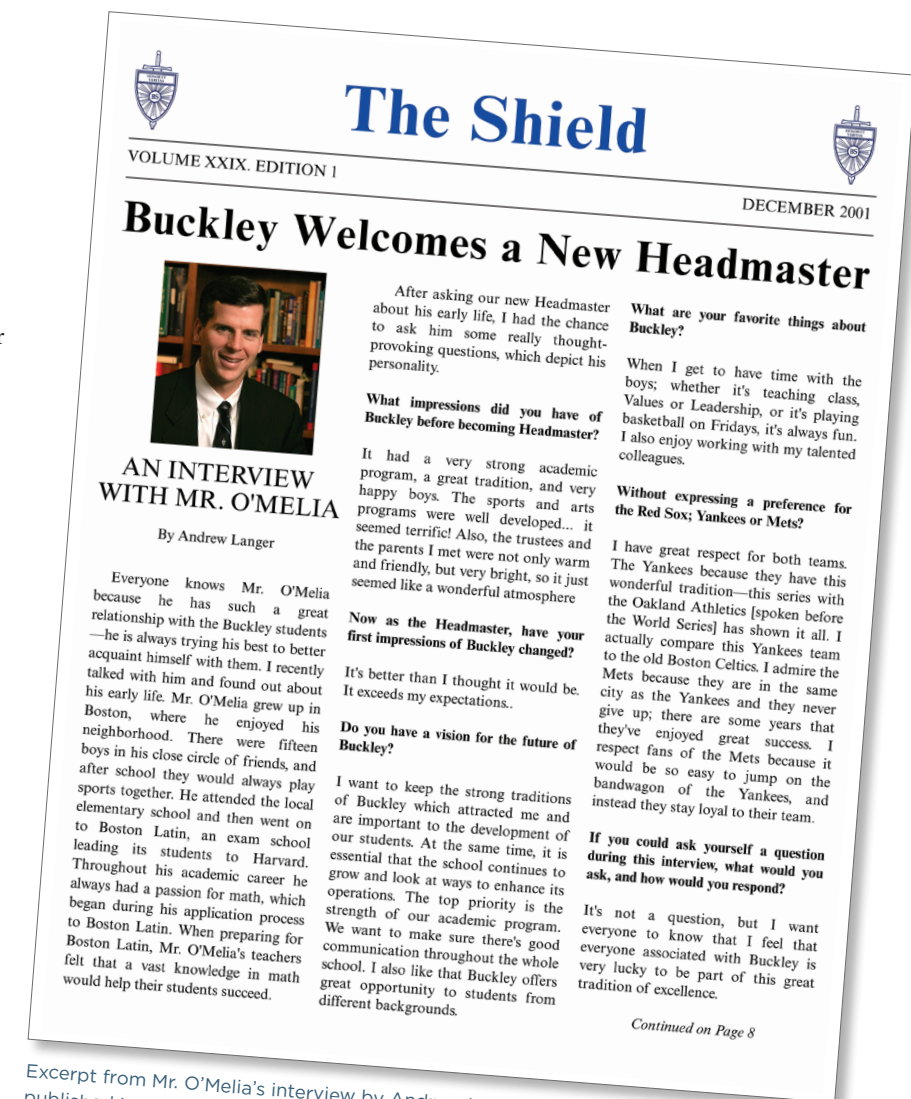 The Shield
VOLUME XXIX. EDITION 1
DECEMBER 2001
Buckley Welcomes a New Headmaster
AN INTERVIEW
WITH MR. O'MELIA
By Andrew Langer
Everyone knows Mr. O'Melia
because he has such a great
relationship with the Buckley students
—he is always trying his best to better
acquaint himself with them. I recently
talked with him and found out about
his early life. Mr. O'Melia grew up in
Boston, where he enjoyed his
neighborhood. There were fifteen
boys in his close circle of friends, and
after school they would always play
sports together. He attended the local
elementary school and then went on
to Boston Latin, an exam school
leading its students to Harvard.
Throughout his academic career he
always had a passion for math, which
began during his application process
to Boston Latin. When preparing for
Boston Latin, Mr. O'Melia's teachers
felt that a vast knowledge in math
would help their students succeed.
After asking our new Headmaster
about his early life, I had the chance
to ask him some really thought-
provoking questions, which depict his
personality.
What impressions did you have of
Buckley before becoming Headmaster?
It had a very strong academic
program, a great tradition, and very
happy boys. The sports and arts
programs were well developed... it
seemed terrific! Also, the trustees and
the parents I met were not only warm
and friendly, but very bright, so it just
seemed like a wonderful atmosphere
Now as the Headmaster, have your
first impressions of Buckley changed?
It's better than I thought it would be.
It exceeds my expectations..
Do you have a vision for the future of
Buckley?
I want to keep the strong traditions
of Buckley which attracted me and
are important to the development of
our students. At the same time, it is
essential that the school continues to
grow and look at ways to enhance its
operations. The top priority is the
strength of our academic program.
We want to make sure there's good
communication throughout the whole
school. I also like that Buckley offers
great opportunity to students from
different backgrounds.
What are your favorite things about
Buckley?
When I get to have time with the
boys; whether it's teaching class,
Values or Leadership, or it's playing
basketball on Fridays, it's always fun.
I also enjoy working with my talented
colleagues.
Without expressing a preference for
the Red Sox; Yankees or Mets?
I have great respect for both teams.
The Yankees because they have this
wonderful tradition—this series with
the Oakland Athletics [spoken before
the World Series] has shown it all. I
actually compare this Yankees team
to the old Boston Celtics. I admire the
Mets because they are in the same
city as the Yankees and they never
give up; there are some years that
they've enjoyed great success. I
respect fans of the Mets because it
would be so easy to jump on the
bandwagon of the Yankees, and
instead they stay loyal to their team.
If you could ask yourself a question
during this interview, what would you
ask, and how would you respond?
It's not a question, but I want
everyone to know that I feel that
everyone associated with Buckley is
very lucky to be part of this great
tradition of excellence.
Continued on Page 8
Excerpt from Mr. O'Melia's interview by